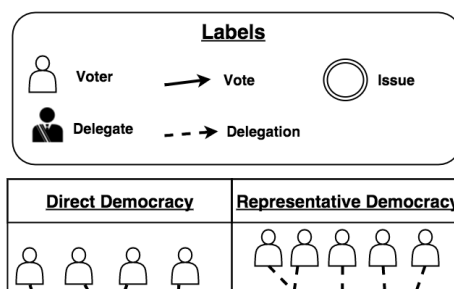 Labels
Voter
Vote
Issue
Delegate
Delegation
Direct Democracy
Representative Democracy